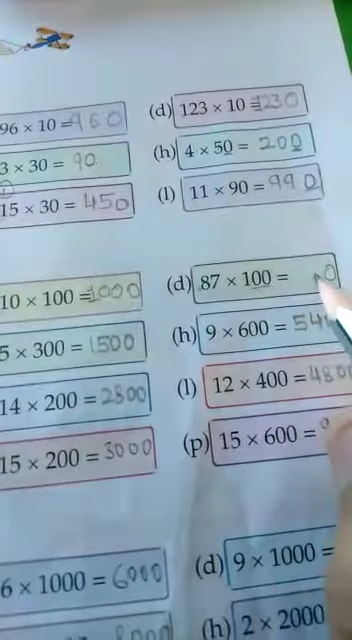 96 × 10 = 960 (d) 123 × 10 = 1230
3 × 30 = 90 (h) 4 × 50 = 200
15 × 30 = 450 (l) 11 × 90 = 990
10 × 100 = 1000 (d) 87 × 100 =
5 × 300 = 1500 (h) 9 × 600 =
14 × 200 = 2800 (l) 12 × 400 = 4800
15 × 200 = 3000 (p) 15 × 600 =
6 × 1000 = 6000 (d) 9 × 1000 =
(h) 2 × 2000